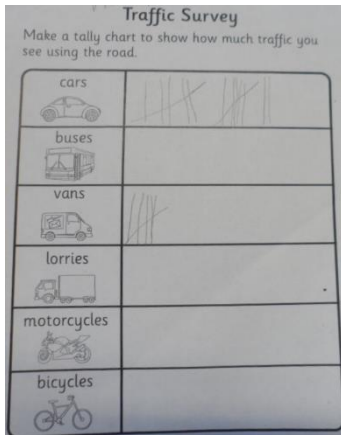 Traffic Survey
Make a tally chart to show how much traffic you
see using the road.
cars
buses
vans
lorries
motorcycles
bicycles